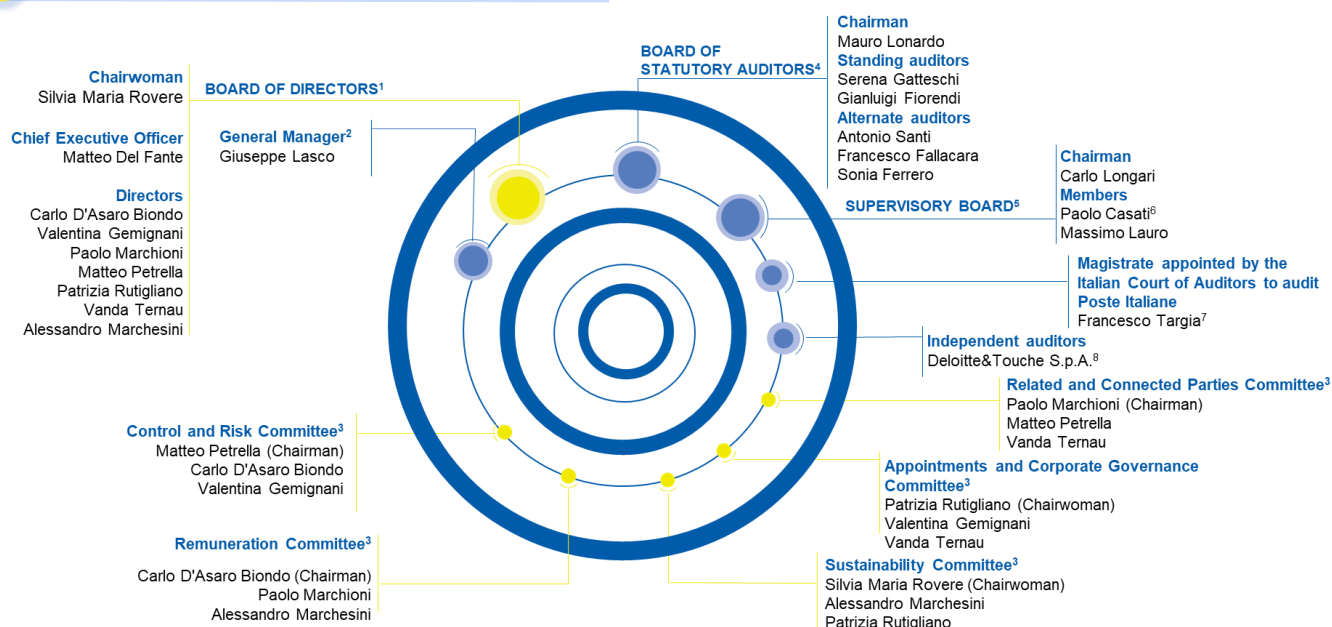 Chairwoman
Silvia Maria Rovere
Chief Executive Officer
Matteo Del Fante
Directors
Carlo D'Asaro Biondo
Valentina Gemignani
Paolo Marchioni
Matteo Petrella
Patrizia Rutigliano
Vanda Ternau
Alessandro Marchesini
BOARD OF DIRECTORS¹
General Manager²
Giuseppe Lasco
BOARD OF
STATUTORY AUDITORS⁴
Chairman
Mauro Lonardo
Standing auditors
Serena Gatteschi
Gianluigi Fiorendi
Alternate auditors
Antonio Santi
Francesco Fallacara
Sonia Ferrero
SUPERVISORY BOARD⁵
Chairman
Carlo Longari
Members
Paolo Casati⁶
Massimo Lauro
Magistrate appointed by the
Italian Court of Auditors to audit
Poste Italiane
Francesco Targia⁷
Independent auditors
Deloitte&Touche S.p.A.⁸
Related and Connected Parties Committee³
Paolo Marchioni (Chairman)
Matteo Petrella
Vanda Ternau
Appointments and Corporate Governance
Committee³
Patrizia Rutigliano (Chairwoman)
Valentina Gemignani
Vanda Ternau
Sustainability Committee³
Silvia Maria Rovere (Chairwoman)
Alessandro Marchesini
Patrizia Rutigliano
Control and Risk Committee³
Matteo Petrella (Chairman)
Carlo D'Asaro Biondo
Valentina Gemignani
Remuneration Committee³
Carlo D'Asaro Biondo (Chairman)
Paolo Marchioni
Alessandro Marchesini